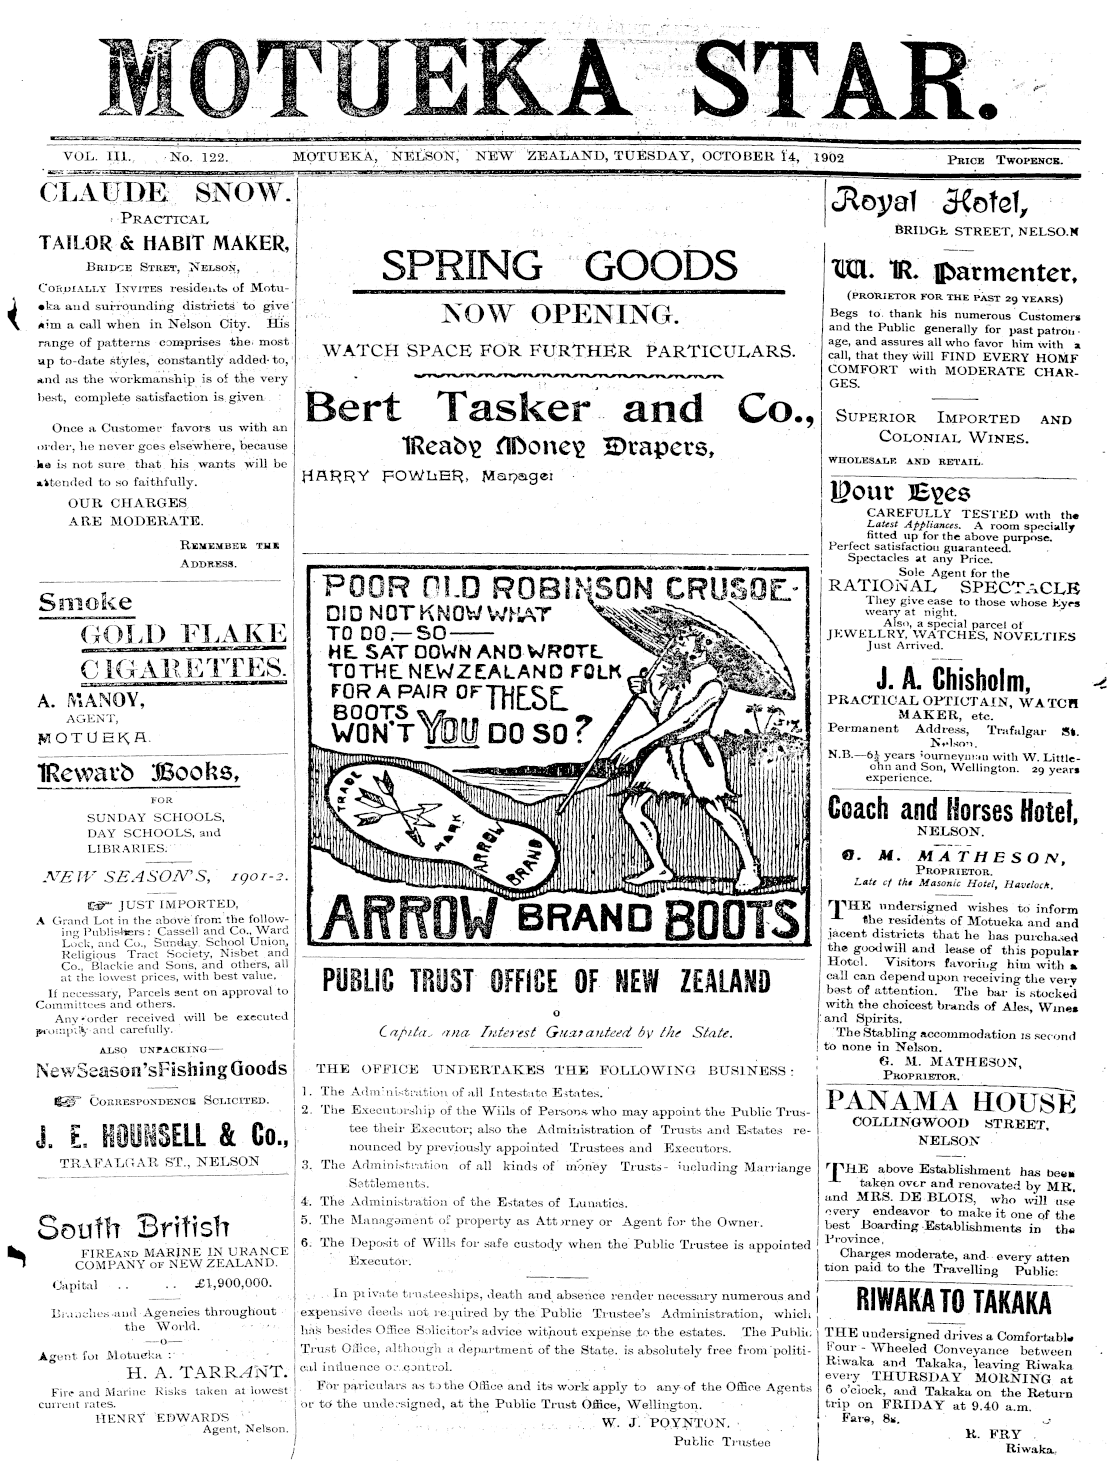 MOTUEKA STAR.
VOL. III. No. 122. MOTUEKA, NELSON, NEW ZEALAND, TUESDAY, OCTOBER 14, 1902 PRICE TWOPENCE.
CLAUDE SNOW.
PRACTICAL
TAILOR & HABIT MAKER,
BRIDGE STRET, NELSON,
CORDIALLY INVITES residents of Motu-
eka and surrounding districts to give
him a call when in Nelson City. His
range of patterns comprises the most
up to-date styles, constantly added to,
and as the workmanship is of the very
best, complete satisfaction is given
Once a Customer favors us with an
order, he never goes elsewhere, because
he is not sure that his wants will be
attended to so faithfully.
OUR CHARGES
ARE MODERATE.
REMEMBER THE
ADDRESS.
Smoke
GOLD FLAKE
CIGARETTES.
A. MANOY,
AGENT,
MOTUEKA.
Reward Books,
FOR
SUNDAY SCHOOLS,
DAY SCHOOLS, and
LIBRARIES.
NEW SEASON'S, 1901-2.
JUST IMPORTED,
A Grand Lot in the above from the follow-
ing Publishers: Cassell and Co., Ward
Lock, and Co., Sunday School Union,
Religious Tract Society, Nisbet and
Co., Blackie and Sons, and others, all
at the lowest prices, with best value.
If necessary, Parcels sent on approval to
Committees and others.
Any order received will be executed
promptly and carefully.
ALSO UNPACKING—
New Season's Fishing Goods
CORRESPONDENCE SOLICITED.
J. E. HOUNSELL & Co.,
TRAFALGAR ST., NELSON
South British
FIRE AND MARINE IN URANCE
COMPANY OF NEW ZEALAND.
Capital .. .. £1,900,000.
Branches and Agencies throughout
the World.
—o—
Agent for Motueka :
H. A. TARRANT.
Fire and Marine Risks taken at lowest
current rates.
HENRY EDWARDS
Agent, Nelson.
SPRING GOODS
NOW OPENING.
WATCH SPACE FOR FURTHER PARTICULARS.
Bert Tasker and Co.,
Ready Money Drapers,
HARRY FOWLER, Manager
POOR OLD ROBINSON CRUSOE-
DID NOT KNOW WHAT
TO DO,— SO—
HE SAT DOWN AND WROTE
TO THE NEW ZEALAND FOLK
FOR A PAIR OF THESE
BOOTS
WON'T YOU DO SO?
TRADE
MARK
ARROW
BRAND
ARROW BRAND BOOTS
PUBLIC TRUST OFFICE OF NEW ZEALAND
o
Capital and Interest Guaranteed by the State.
THE OFFICE UNDERTAKES THE FOLLOWING BUSINESS:
1. The Administration of all Intestate Estates.
2. The Executorship of the Wills of Persons who may appoint the Public Trus-
tee their Executor; also the Administration of Trusts and Estates re-
nounced by previously appointed Trustees and Executors.
3. The Administration of all kinds of money Trusts- including Marriange
Settlements.
4. The Administration of the Estates of Lunatics.
5. The Management of property as Attorney or Agent for the Owner.
6. The Deposit of Wills for safe custody when the Public Trustee is appointed
Executor.
In private trusteeships, death and absence render necessary numerous and
expensive deeds not required by the Public Trustee's Administration, which
has besides Office Solicitor's advice without expense to the estates. The Public
Trust Office, although a department of the State. is absolutely free from politi-
cal influence or control.
For pariculars as to the Office and its work apply to any of the Office Agents
or to the undersigned, at the Public Trust Office, Wellington.
W. J. POYNTON.
Public Trustee
Royal Hotel,
BRIDGE STREET, NELSON
W. R. Parmenter,
(PRORIETOR FOR THE PAST 29 YEARS)
Begs to thank his numerous Customers
and the Public generally for past patron-
age, and assures all who favor him with a
call, that they will FIND EVERY HOME
COMFORT with MODERATE CHAR-
GES.
SUPERIOR IMPORTED AND
COLONIAL WINES.
WHOLESALE AND RETAIL.
Your Eyes
CAREFULLY TESTED with the
Latest Appliances. A room specially
fitted up for the above purpose.
Perfect satisfaction guaranteed.
Spectacles at any Price.
Sole Agent for the
RATIONAL SPECTACLE
They give ease to those whose Eyes
weary at night.
Also, a special parcel of
JEWELLRY, WATCHES, NOVELTIES
Just Arrived.
J. A. Chisholm,
PRACTICAL OPTICTAIN, WATCH
MAKER, etc.
Permanent Address, Trafalgar St.
Nelson.
N.B.—6½ years journeyman with W. Little-
ohn and Son, Wellington. 29 years
experience.
Coach and Horses Hotel,
NELSON.
G. M. MATHESON,
PROPRIETOR.
Late of the Masonic Hotel, Havelock.
THE undersigned wishes to inform
the residents of Motueka and and
jacent districts that he has purchased
the goodwill and lease of this popular
Hotel. Visitors favoring him with a
call can depend upon receiving the very
best of attention. The bar is stocked
with the choicest brands of Ales, Wines
and Spirits.
The Stabling accommodation is second
to none in Nelson.
G. M. MATHESON,
PROPRIETOR.
PANAMA HOUSE
COLLINGWOOD STREET,
NELSON
THE above Establishment has been
taken over and renovated by MR.
and MRS. DE BLOIS, who will use
every endeavor to make it one of the
best Boarding Establishments in the
Province.
Charges moderate, and every atten
tion paid to the Travelling Public:
RIWAKA TO TAKAKA
THE undersigned drives a Comfortable
Four - Wheeled Conveyance between
Riwaka and Takaka, leaving Riwaka
every THURSDAY MORNING at
6 o'clock, and Takaka on the Return
trip on FRIDAY at 9.40 a.m.
Fare, 8s.
R. FRY
Riwaka.